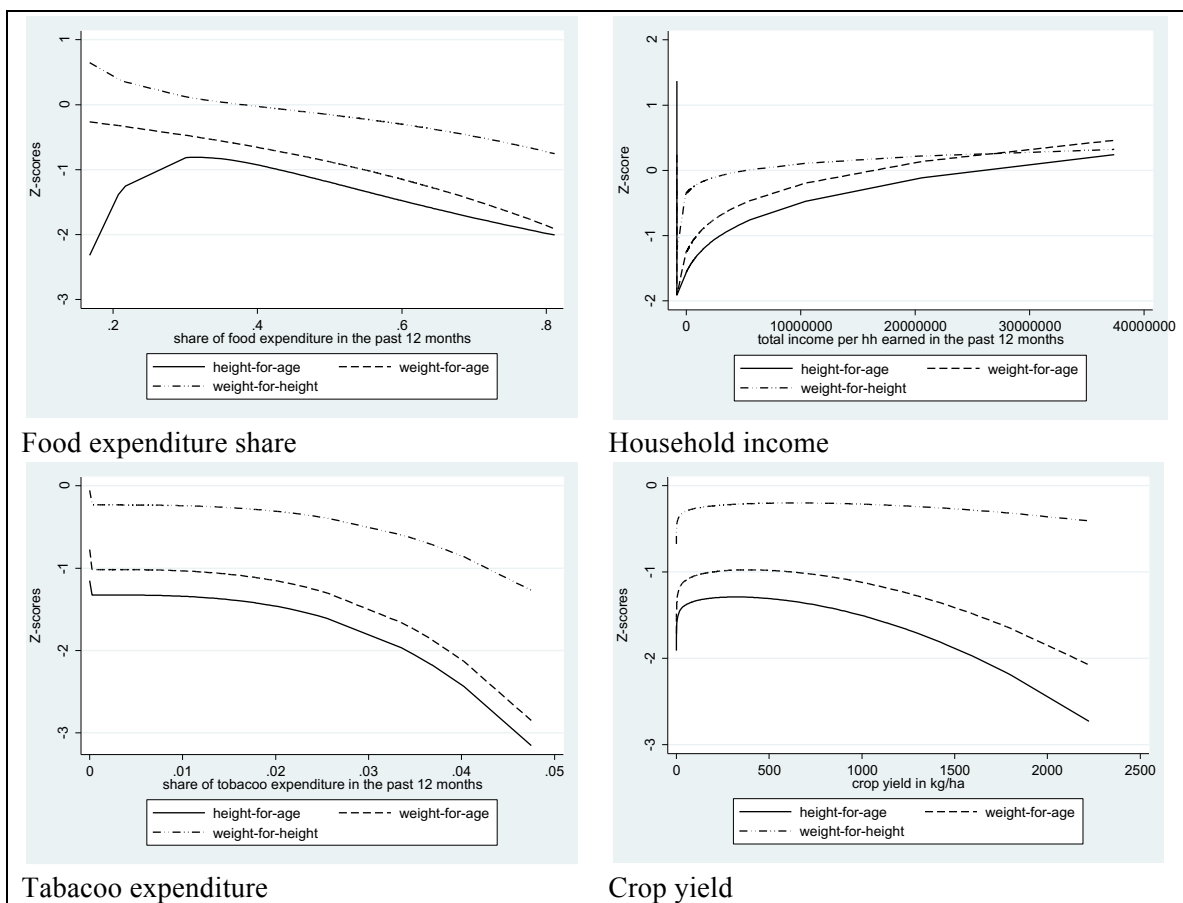 1
0
-1
-2
-3
Z-scores
.2 .4 .6 .8
share of food expenditure in the past 12 months
height-for-age weight-for-age
weight-for-height
Food expenditure share
2
1
0
-1
-2
Z-score
0 10000000 20000000 30000000 40000000
total income per hh earned in the past 12 months
height-for-age weight-for-age
weight-for-height
Household income
0
-1
-2
-3
Z-scores
0 .01 .02 .03 .04 .05
share of tobacoo expenditure in the past 12 months
height-for-age weight-for-age
weight-for-height
Tabacoo expenditure
0
-1
-2
-3
Z-scores
0 500 1000 1500 2000 2500
crop yield in kg/ha
height-for-age weight-for-age
weight-for-height
Crop yield